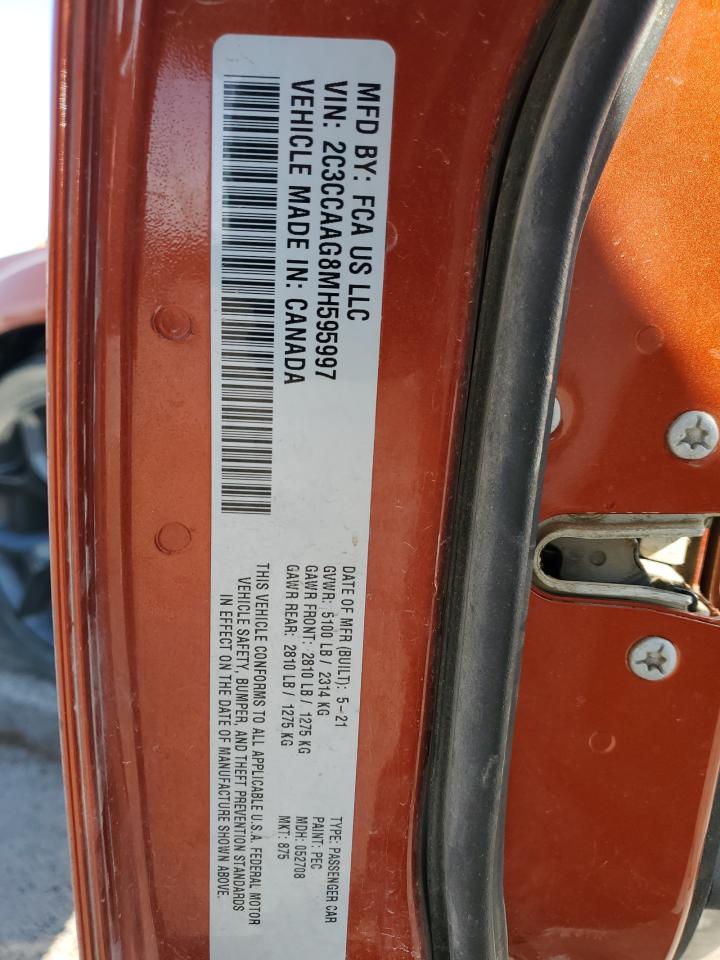 MFD BY: FCA US LLC
VIN: 2C3CCAAG8MH595997
VEHICLE MADE IN: CANADA
DATE OF MFR (BUILT): 5-21
GVWR: 5100 LB / 2314 KG
GAWR FRONT: 2810 LB / 1275 KG
GAWR REAR: 2810 LB / 1275 KG
TYPE: PASSENGER CAR
PAINT: PEC
MDH: 052708
MKT: 875
THIS VEHICLE CONFORMS TO ALL APPLICABLE U.S.A. FEDERAL MOTOR
VEHICLE SAFETY, BUMPER, AND THEFT PREVENTION STANDARDS
IN EFFECT ON THE DATE OF MANUFACTURE SHOWN ABOVE.